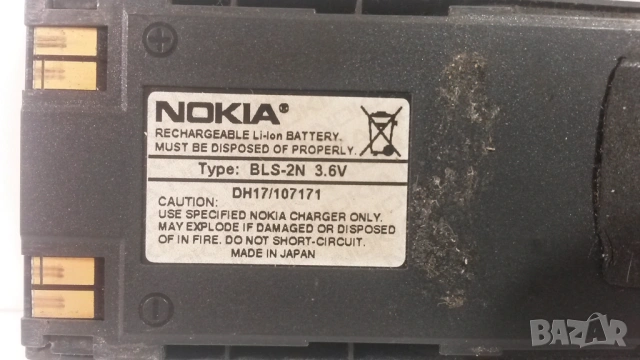 NOKIA®
RECHARGEABLE Li-Ion BATTERY.
MUST BE DISPOSED OF PROPERLY.
Type: BLS-2N 3.6V
DH17/107171
CAUTION:
USE SPECIFIED NOKIA CHARGER ONLY.
MAY EXPLODE IF DAMAGED OR DISPOSED
OF IN FIRE. DO NOT SHORT-CIRCUIT.
MADE IN JAPAN
BAZAR